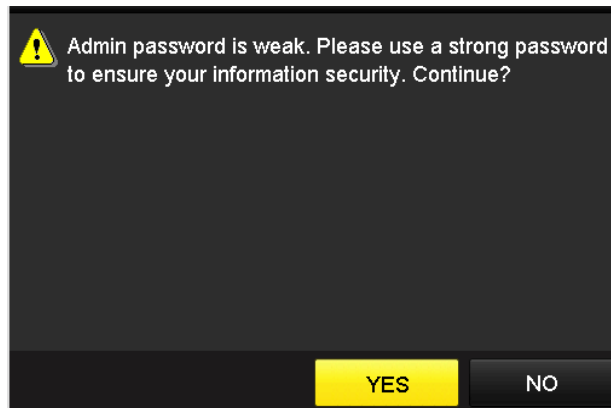 Admin password is weak. Please use a strong password
to ensure your information security. Continue?
YES
NO